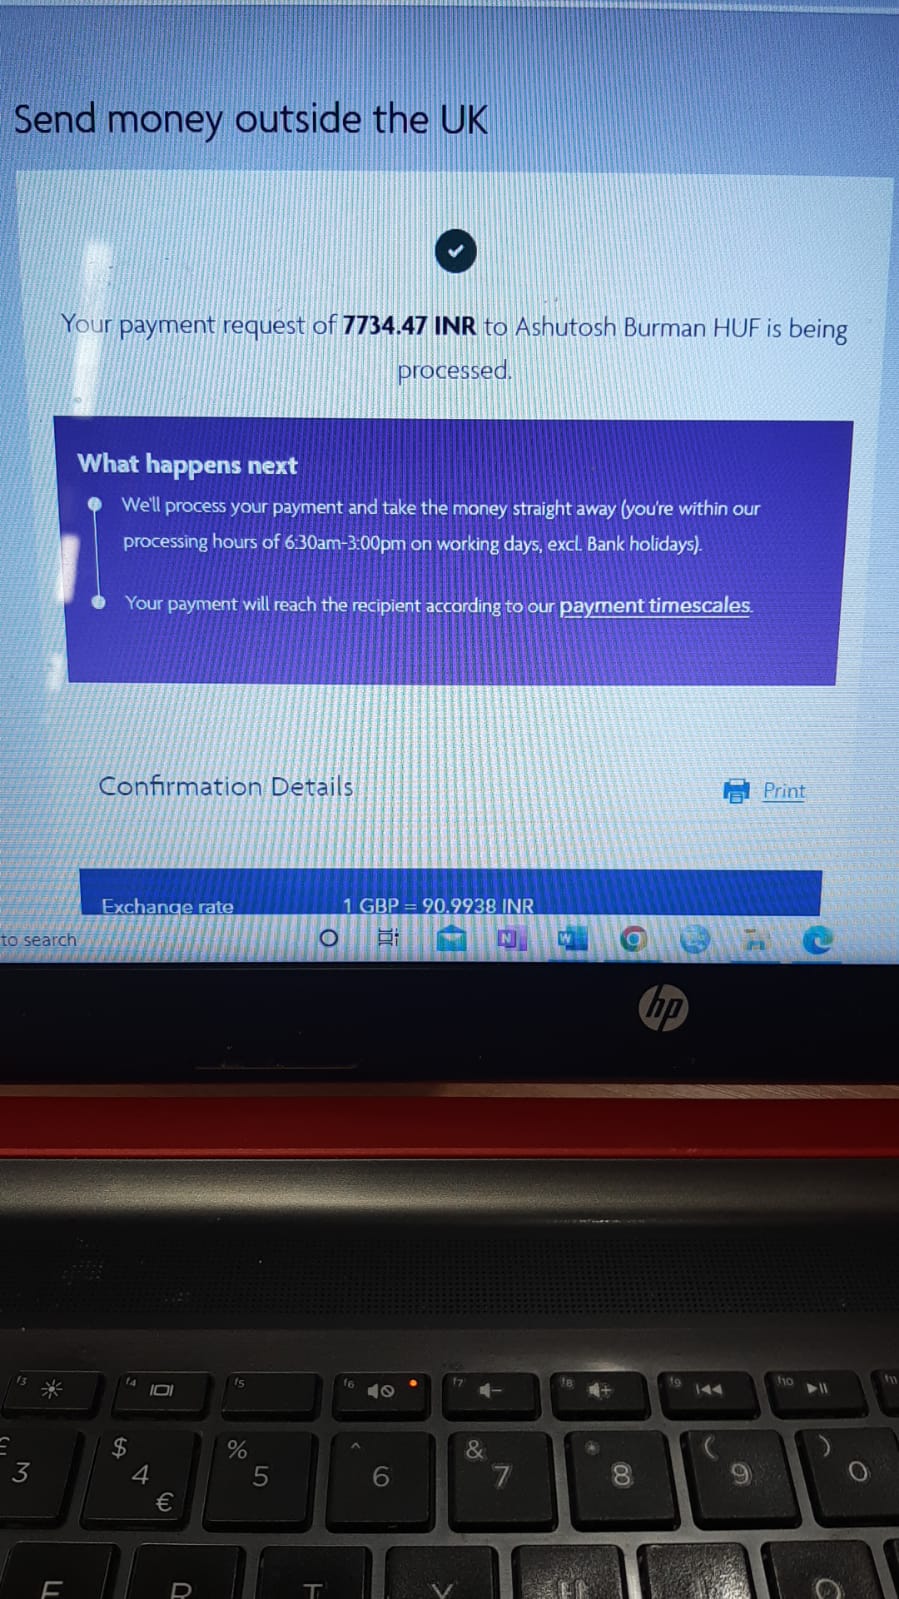 Send money outside the UK
Your payment request of 7734.47 INR to Ashutosh Burman HUF is being
processed.
What happens next
We'll process your payment and take the money straight away (you're within our
processing hours of 6:30am-3:00pm on working days, excl. Bank holidays).
Your payment will reach the recipient according to our payment timescales.
Confirmation Details
Print
Exchange rate 1 GBP = 90.9938 INR
to search
N W
hp
f3 f4 f5 f6 f7 f8 f9 f10 f11
£ $ % ^ & * ( )
3 4 5 6 7 8 9 0
€
E R T Y